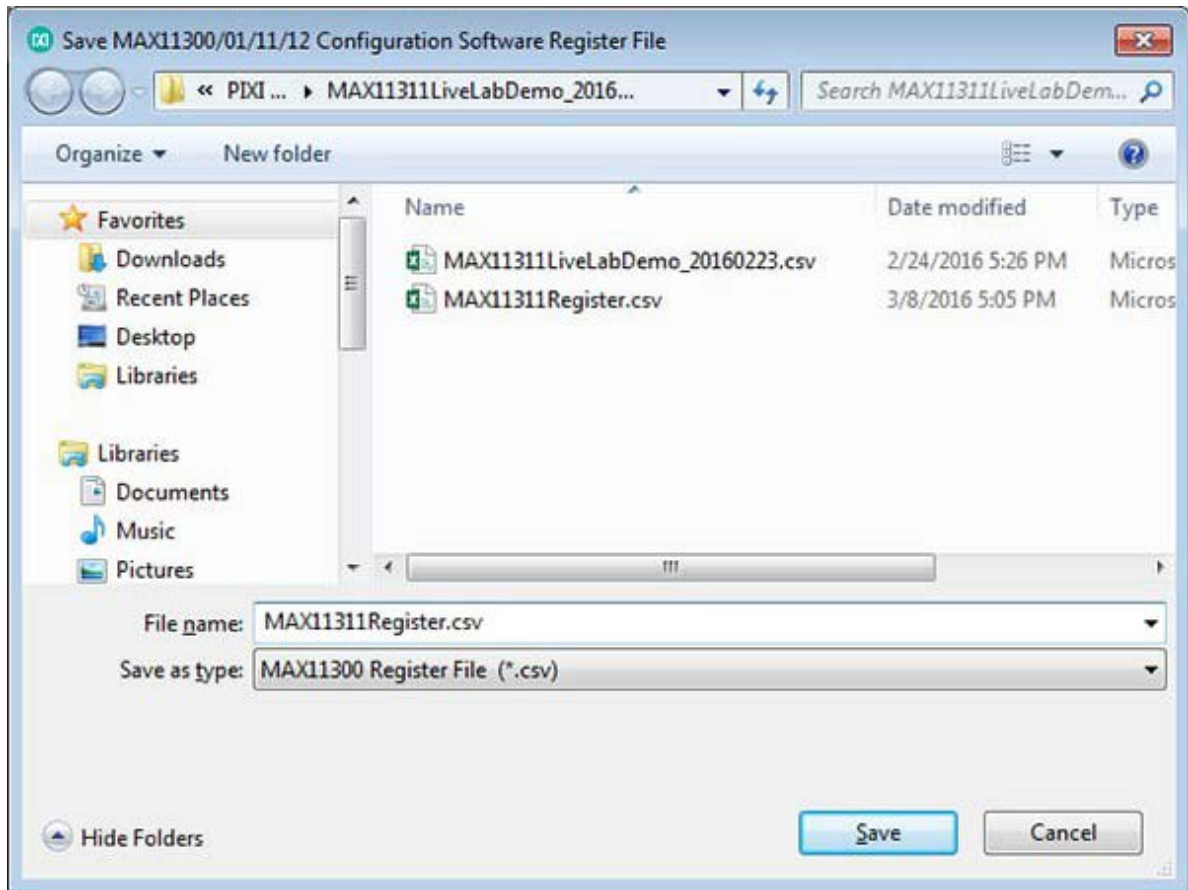 Save MAX11300/01/11/12 Configuration Software Register File
« PIXI ... MAX11311LiveLabDemo_2016... Search MAX11311LiveLabDem...
Organize New folder
Name Date modified Type
Favorites
Downloads MAX11311LiveLabDemo_20160223.csv 2/24/2016 5:26 PM Micros
Recent Places MAX11311Register.csv 3/8/2016 5:05 PM Micros
Desktop
Libraries
Libraries
Documents
Music
Pictures
File name: MAX11311Register.csv
Save as type: MAX11300 Register File (*.csv)
Hide Folders Save Cancel